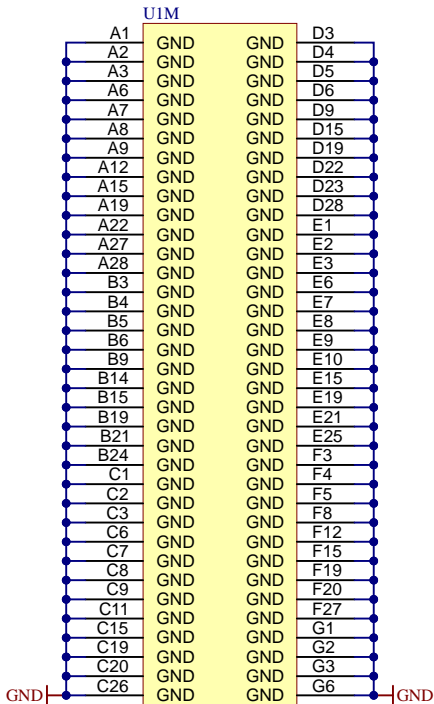 U1M
A1 GND GND D3
A2 GND GND D4
A3 GND GND D5
A6 GND GND D6
A7 GND GND D9
A8 GND GND D15
A9 GND GND D19
A12 GND GND D22
A15 GND GND D23
A19 GND GND D28
A22 GND GND E1
A27 GND GND E2
A28 GND GND E3
B3 GND GND E6
B4 GND GND E7
B5 GND GND E8
B6 GND GND E9
B9 GND GND E10
B14 GND GND E15
B15 GND GND E19
B19 GND GND E21
B21 GND GND E25
B24 GND GND F3
C1 GND GND F4
C2 GND GND F5
C3 GND GND F8
C6 GND GND F12
C7 GND GND F15
C8 GND GND F19
C9 GND GND F20
C11 GND GND F27
C15 GND GND G1
C19 GND GND G2
C20 GND GND G3
GND C26 GND GND G6 GND